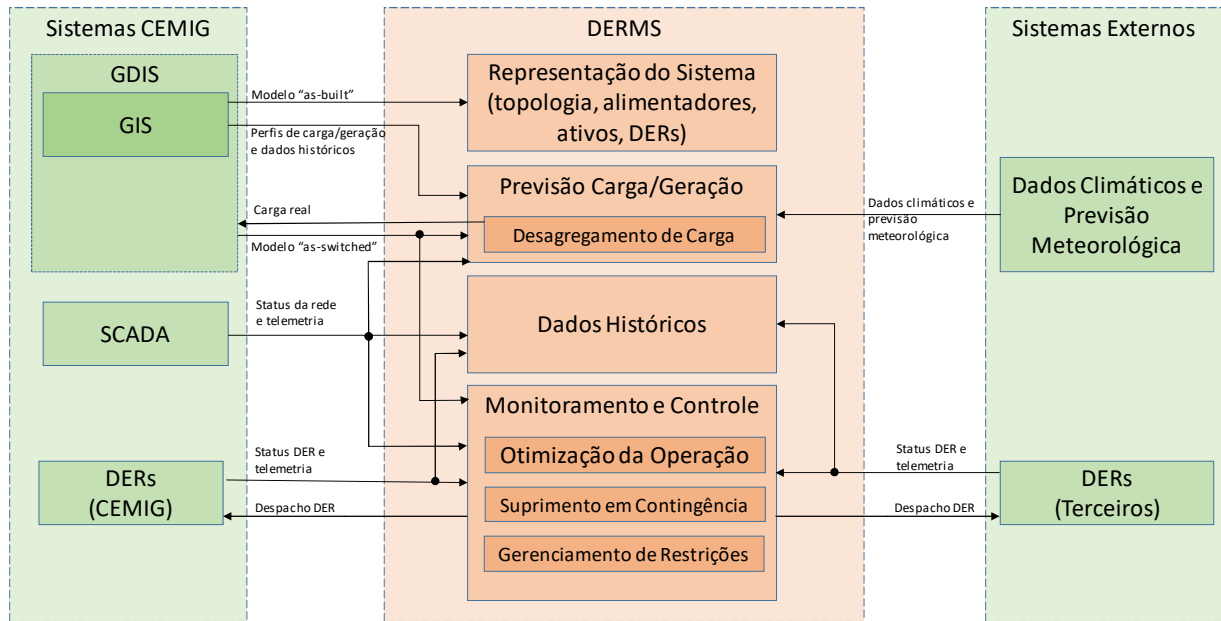 Sistemas CEMIG
GDIS
GIS
SCADA
DERs
(CEMIG)
Modelo “as-built”
Perfis de carga/geração
e dados históricos
Carga real
Modelo “as-switched”
Status da rede
e telemetria
Status DER e
telemetria
Despacho DER
DERMS
Representação do Sistema
(topologia, alimentadores,
ativos, DERs)
Previsão Carga/Geração
Desagregamento de Carga
Dados Históricos
Monitoramento e Controle
Otimização da Operação
Suprimento em Contingência
Gerenciamento de Restrições
Dados climáticos e
previsão
meteorológica
Status DER e
telemetria
Despacho DER
Sistemas Externos
Dados Climáticos e
Previsão
Meteorológica
DERs
(Terceiros)